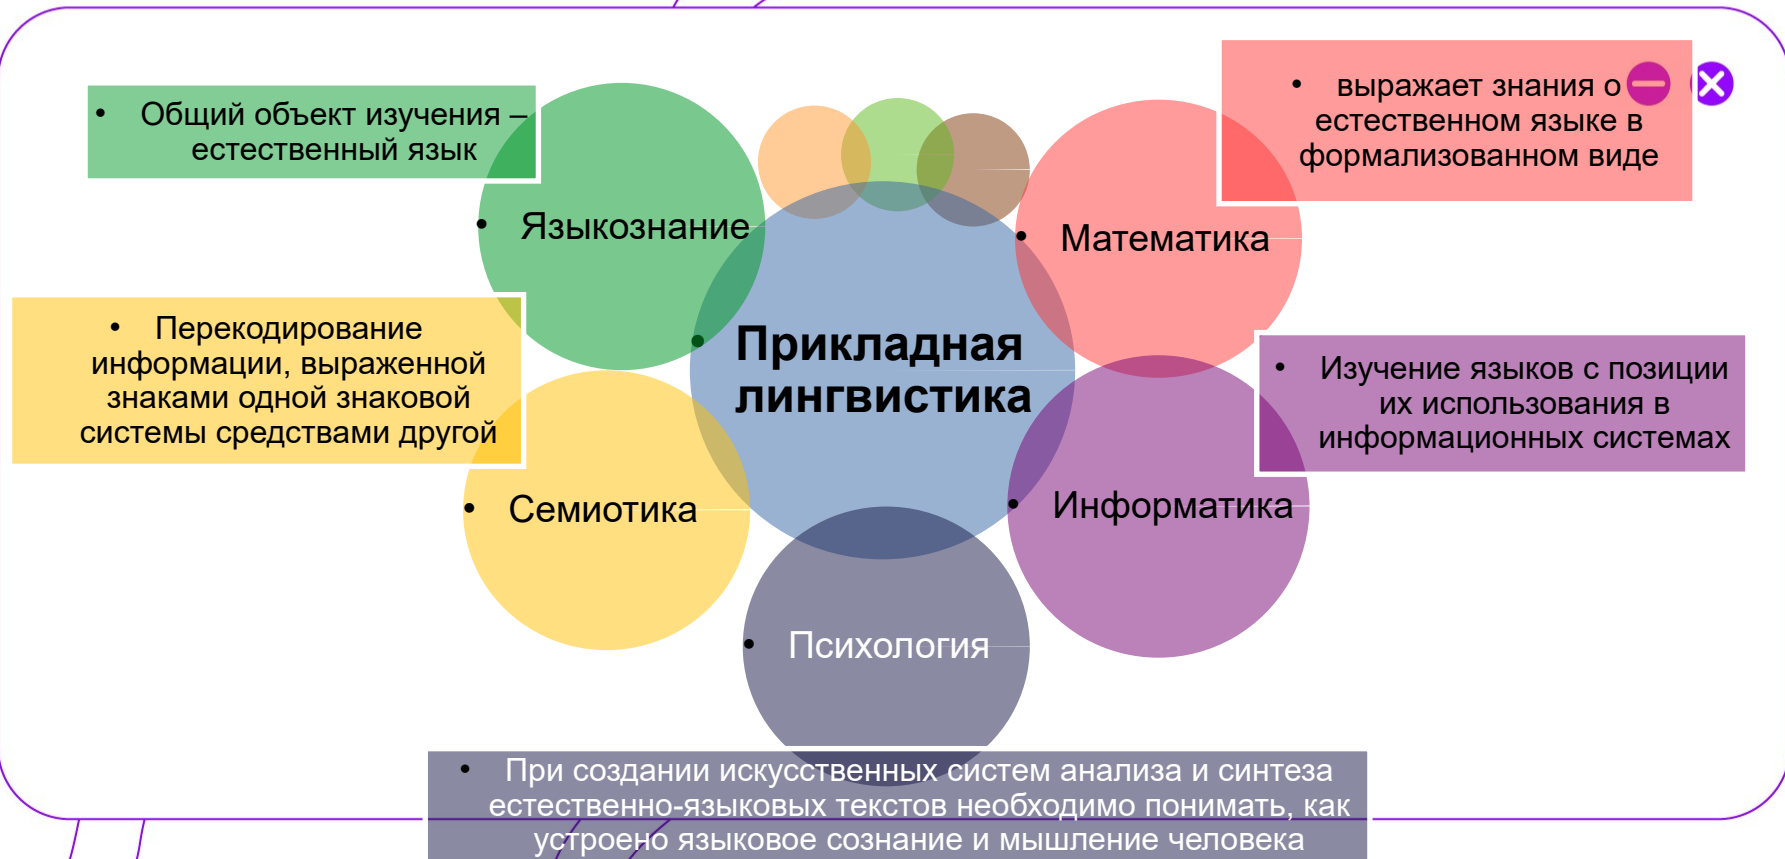 • Общий объект изучения –
естественный язык
• Языкознание
• выражает знания о
естественном языке в
формализованном виде
• Математика
• Перекодирование
информации, выраженной
знаками одной знаковой
системы средствами другой
• Семиотика
• Прикладная
лингвистика
• Изучение языков с позиции
их использования в
информационных системах
• Информатика
• Психология
• При создании искусственных систем анализа и синтеза
естественно-языковых текстов необходимо понимать, как
устроено языковое сознание и мышление человека